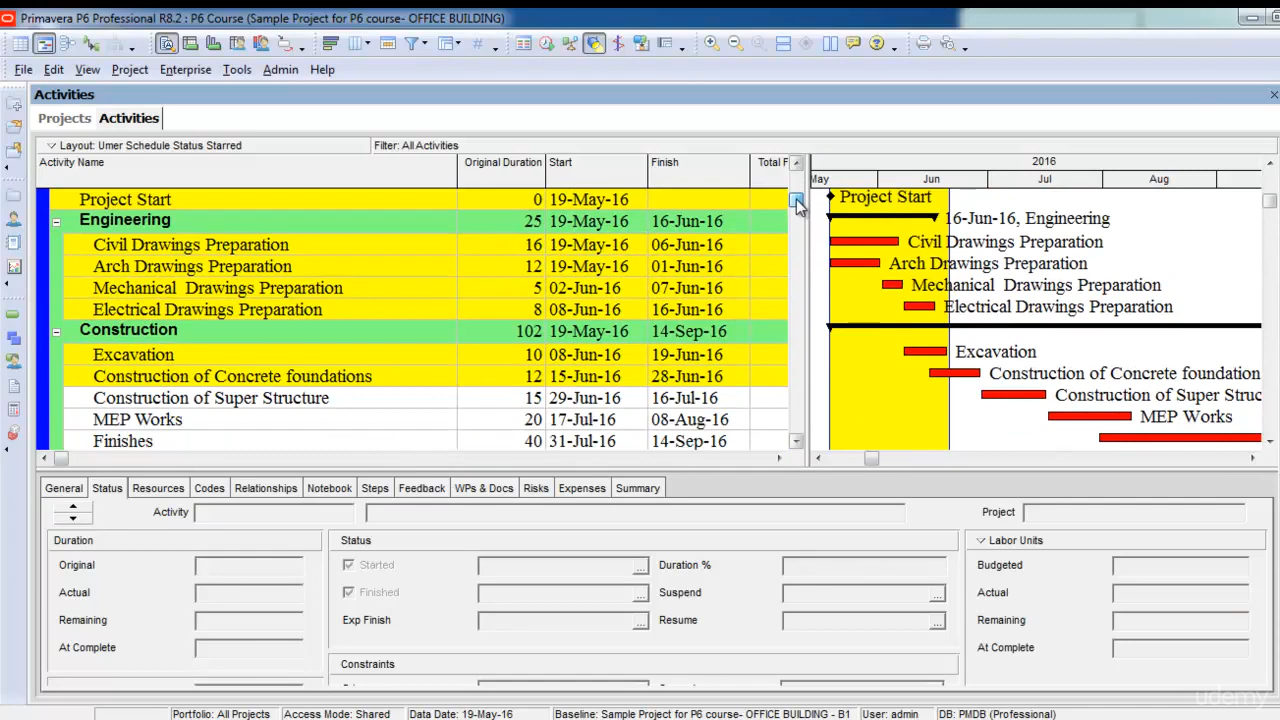 Primavera P6 Professional R8.2 : P6 Course (Sample Project for P6 course- OFFICE BUILDING)
File Edit View Project Enterprise Tools Admin Help
Activities
Projects Activities
Layout: Umer Schedule Status Starred Filter: All Activities
Activity Name Original Duration Start Finish Total F
2016
May Jun Jul Aug
Project Start 0 19-May-16 Project Start
Engineering 25 19-May-16 16-Jun-16 16-Jun-16, Engineering
Civil Drawings Preparation 16 19-May-16 06-Jun-16 Civil Drawings Preparation
Arch Drawings Preparation 12 19-May-16 01-Jun-16 Arch Drawings Preparation
Mechanical Drawings Preparation 5 02-Jun-16 07-Jun-16 Mechanical Drawings Preparation
Electrical Drawings Preparation 8 08-Jun-16 16-Jun-16 Electrical Drawings Preparation
Construction 102 19-May-16 14-Sep-16
Excavation 10 08-Jun-16 19-Jun-16 Excavation
Construction of Concrete foundations 12 15-Jun-16 28-Jun-16 Construction of Concrete foundation
Construction of Super Structure 15 29-Jun-16 16-Jul-16 Construction of Super Struc
MEP Works 20 17-Jul-16 08-Aug-16 MEP Works
Finishes 40 31-Jul-16 14-Sep-16
General Status Resources Codes Relationships Notebook Steps Feedback WPs & Docs Risks Expenses Summary
Activity Project
Duration Status Labor Units
Original Started Duration % Budgeted
Actual Finished Suspend Actual
Remaining Exp Finish Resume Remaining
At Complete At Complete
Constraints
udemy
Portfolio: All Projects Access Mode: Shared Data Date: 19-May-16 Baseline: Sample Project for P6 course- OFFICE BUILDING - B1 User: admin DB: PMDB (Professional)